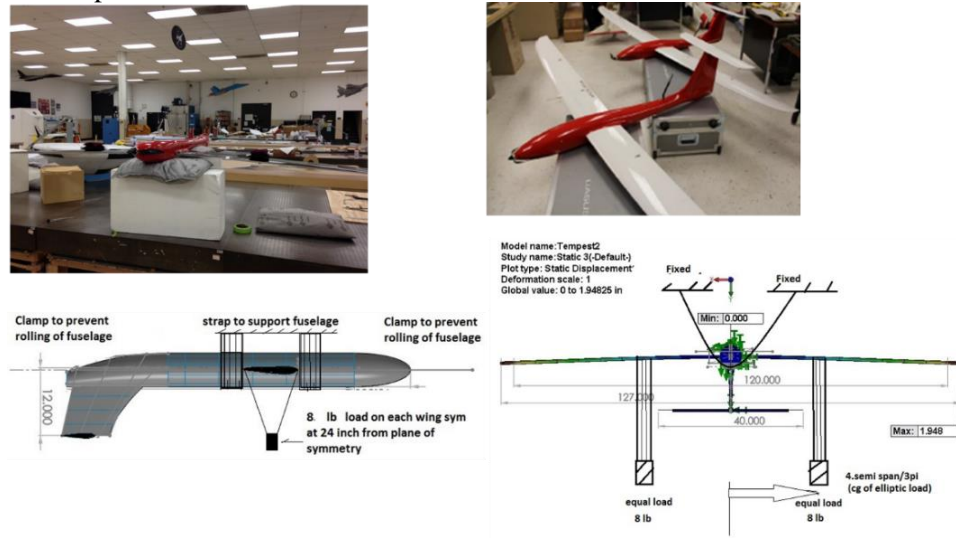 Model name:Tempest2
Study name:Static 3(-Default-)
Plot type: Static Displacement'
Deformation scale: 1
Global value: 0 to 1.94825 in
Fixed
Fixed
Min: 0.000
120.000
127.000
40.000
Max: 1.948
4.semi span/3pi
(cg of elliptic load)
equal load
8 lb
equal load
8 lb
Clamp to prevent
rolling of fuselage
strap to support fuselage
Clamp to prevent
rolling of fuselage
12.000
8. lb load on each wing sym
at 24 inch from plane of
symmetry